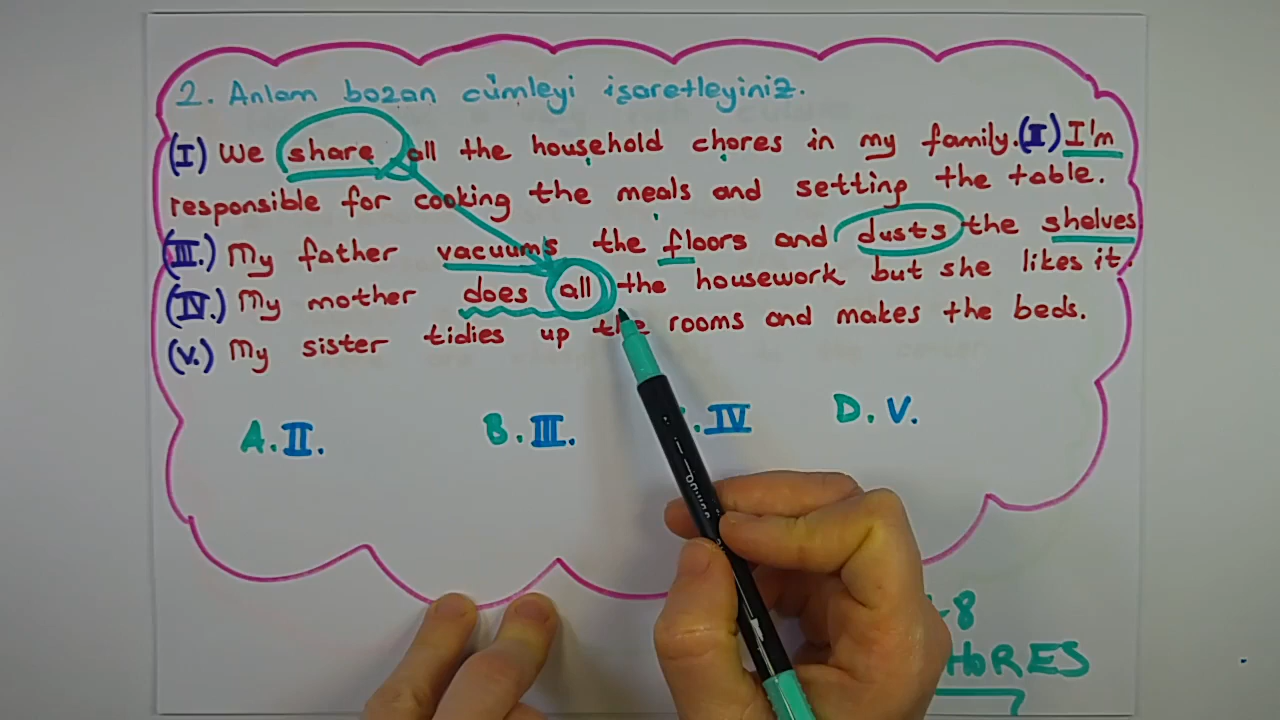 2. Anlam bozan cümleyi işaretleyiniz.
(I) We share all the household chores in my family. (II) I'm
responsible for cooking the meals and setting the table.
(III.) My father vacuums the floors and dusts the shelves
(IV.) My mother does all the housework but she likes it.
(V.) My sister tidies up the rooms and makes the beds.
A. II. B. III. C. IV D. V.
-8
HORES